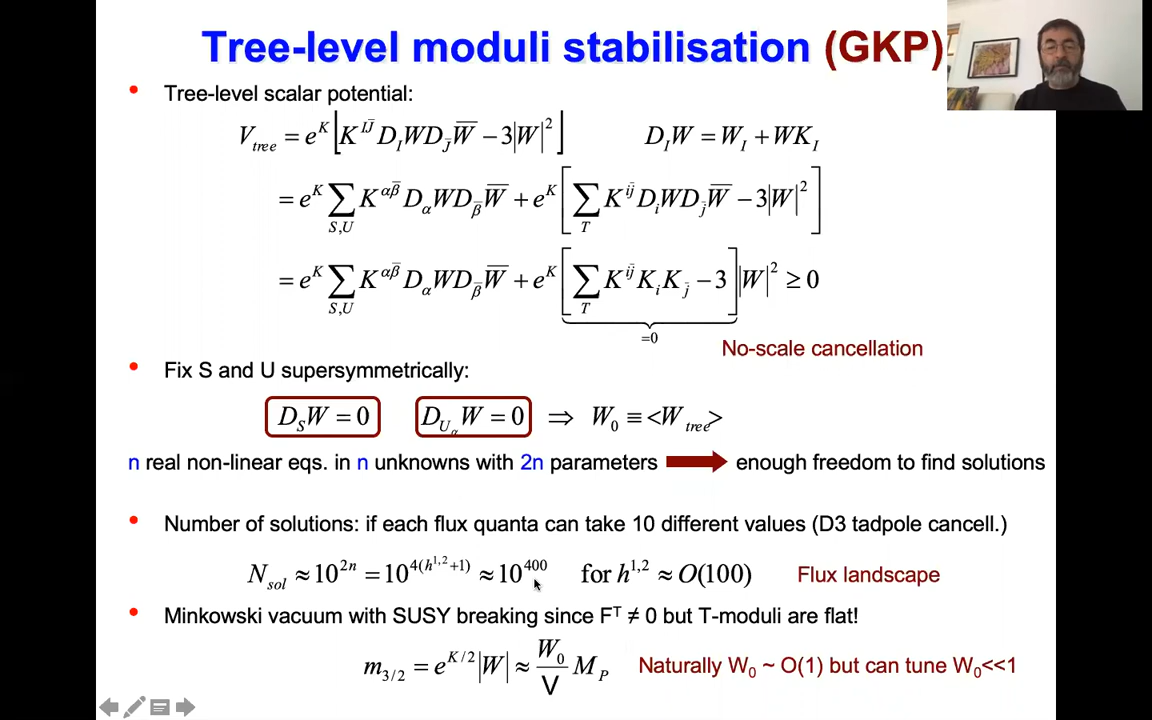 Tree-level moduli stabilisation (GKP)
• Tree-level scalar potential:
V_tree = e^K [K^{IJ̄} D_I W D_J̄ W̄ − 3|W|²] D_I W = W_I + W K_I
= e^K ∑_{S,U} K^{αβ̄} D_α W D_β̄ W̄ + e^K [∑_T K^{ij̄} D_i W D_j̄ W̄ − 3|W|²]
= e^K ∑_{S,U} K^{αβ̄} D_α W D_β̄ W̄ + e^K [∑_T K^{ij̄} K_i K_j̄ − 3] |W|² ≥ 0
=0
No-scale cancellation
• Fix S and U supersymmetrically:
D_S W = 0 D_{U_α} W = 0 ⇒ W_0 ≡ <W_tree>
n real non-linear eqs. in n unknowns with 2n parameters enough freedom to find solutions
• Number of solutions: if each flux quanta can take 10 different values (D3 tadpole cancell.)
N_sol ≈ 10^{2n} = 10^{4(h^{1,2}+1)} ≈ 10^{400} for h^{1,2} ≈ O(100) Flux landscape
• Minkowski vacuum with SUSY breaking since F^T ≠ 0 but T-moduli are flat!
m_{3/2} = e^{K/2}|W| ≈ W_0/V M_P Naturally W_0 ~ O(1) but can tune W_0<<1